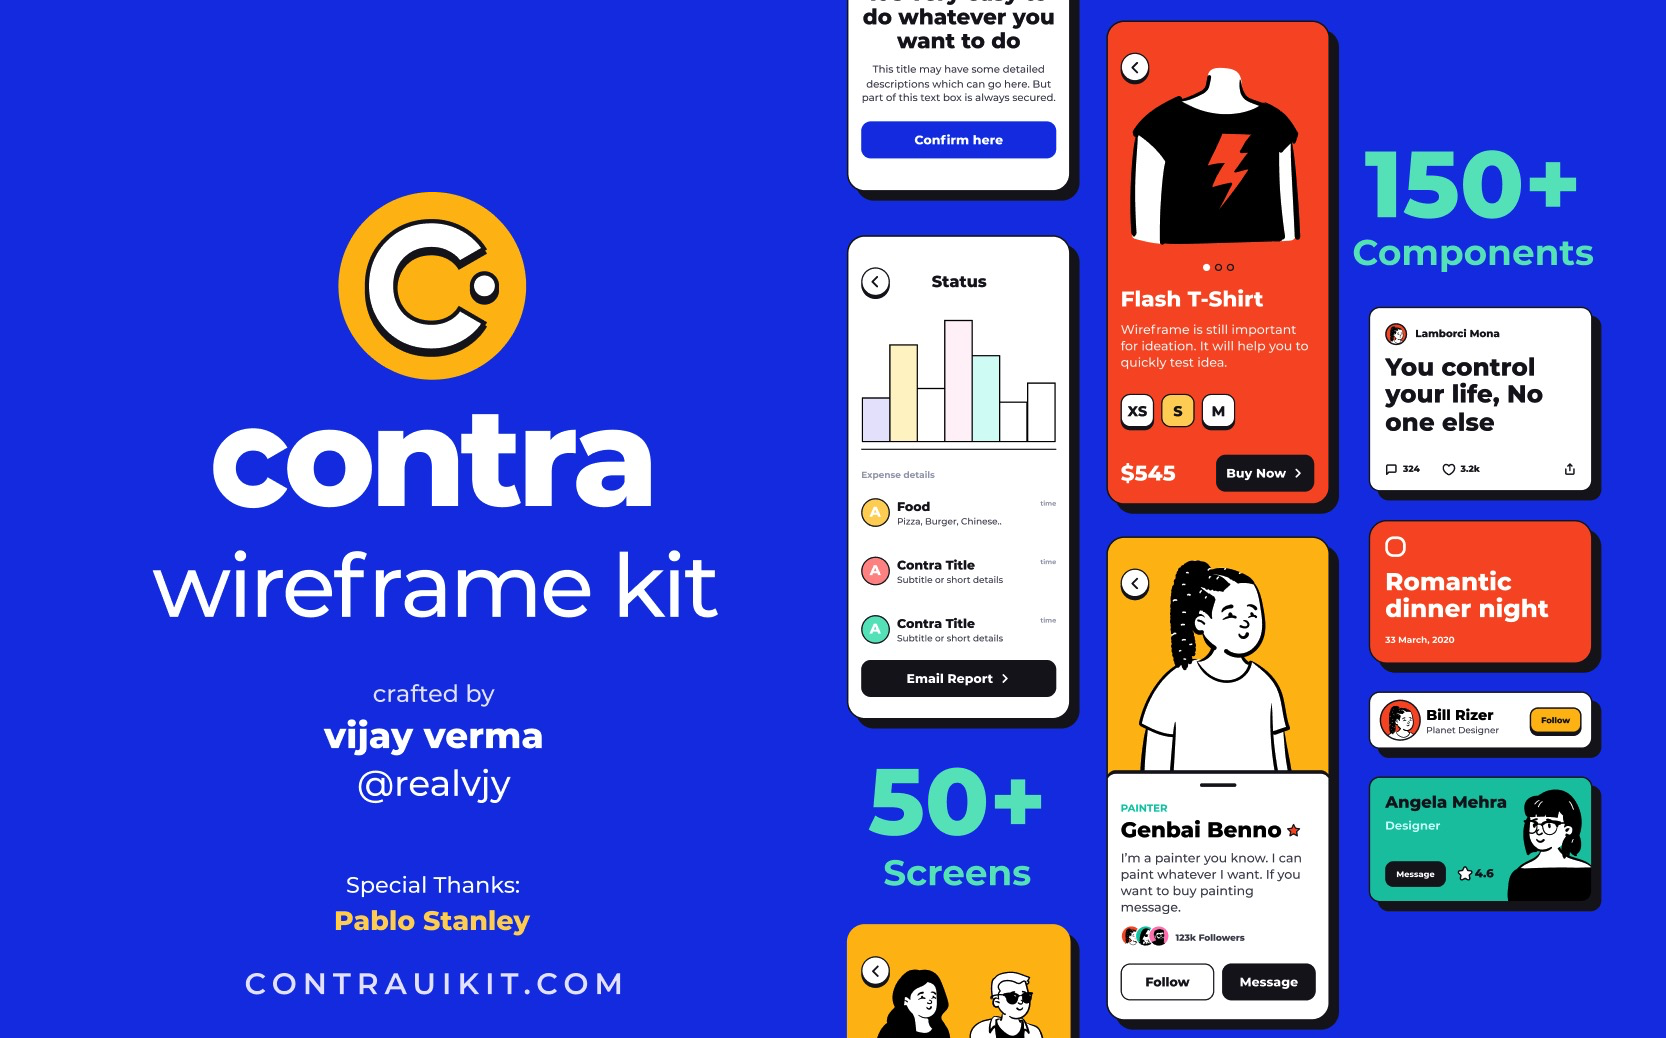 contra
wireframe kit
crafted by
vijay verma
@realvjy
Special Thanks:
Pablo Stanley
CONTRAUIKIT.COM
do whatever you
want to do
This title may have some detailed
descriptions which can go here. But
part of this text box is always secured.
Confirm here
Status
Expense details
A
Food
time
Pizza, Burger, Chinese..
A
Contra Title
time
Subtitle or short details
A
Contra Title
time
Subtitle or short details
Email Report
50+
Screens
Flash T-Shirt
Wireframe is still important
for ideation. It will help you to
quickly test idea.
XS S M
$545
Buy Now
PAINTER
Genbai Benno
I'm a painter you know. I can
paint whatever I want. If you
want to buy painting
message.
123k Followers
Follow
Message
150+
Components
Lamborci Mona
You control
your life, No
one else
324
3.2k
Romantic
dinner night
33 March, 2020
Bill Rizer
Planet Designer
Follow
Angela Mehra
Designer
Message
4.6